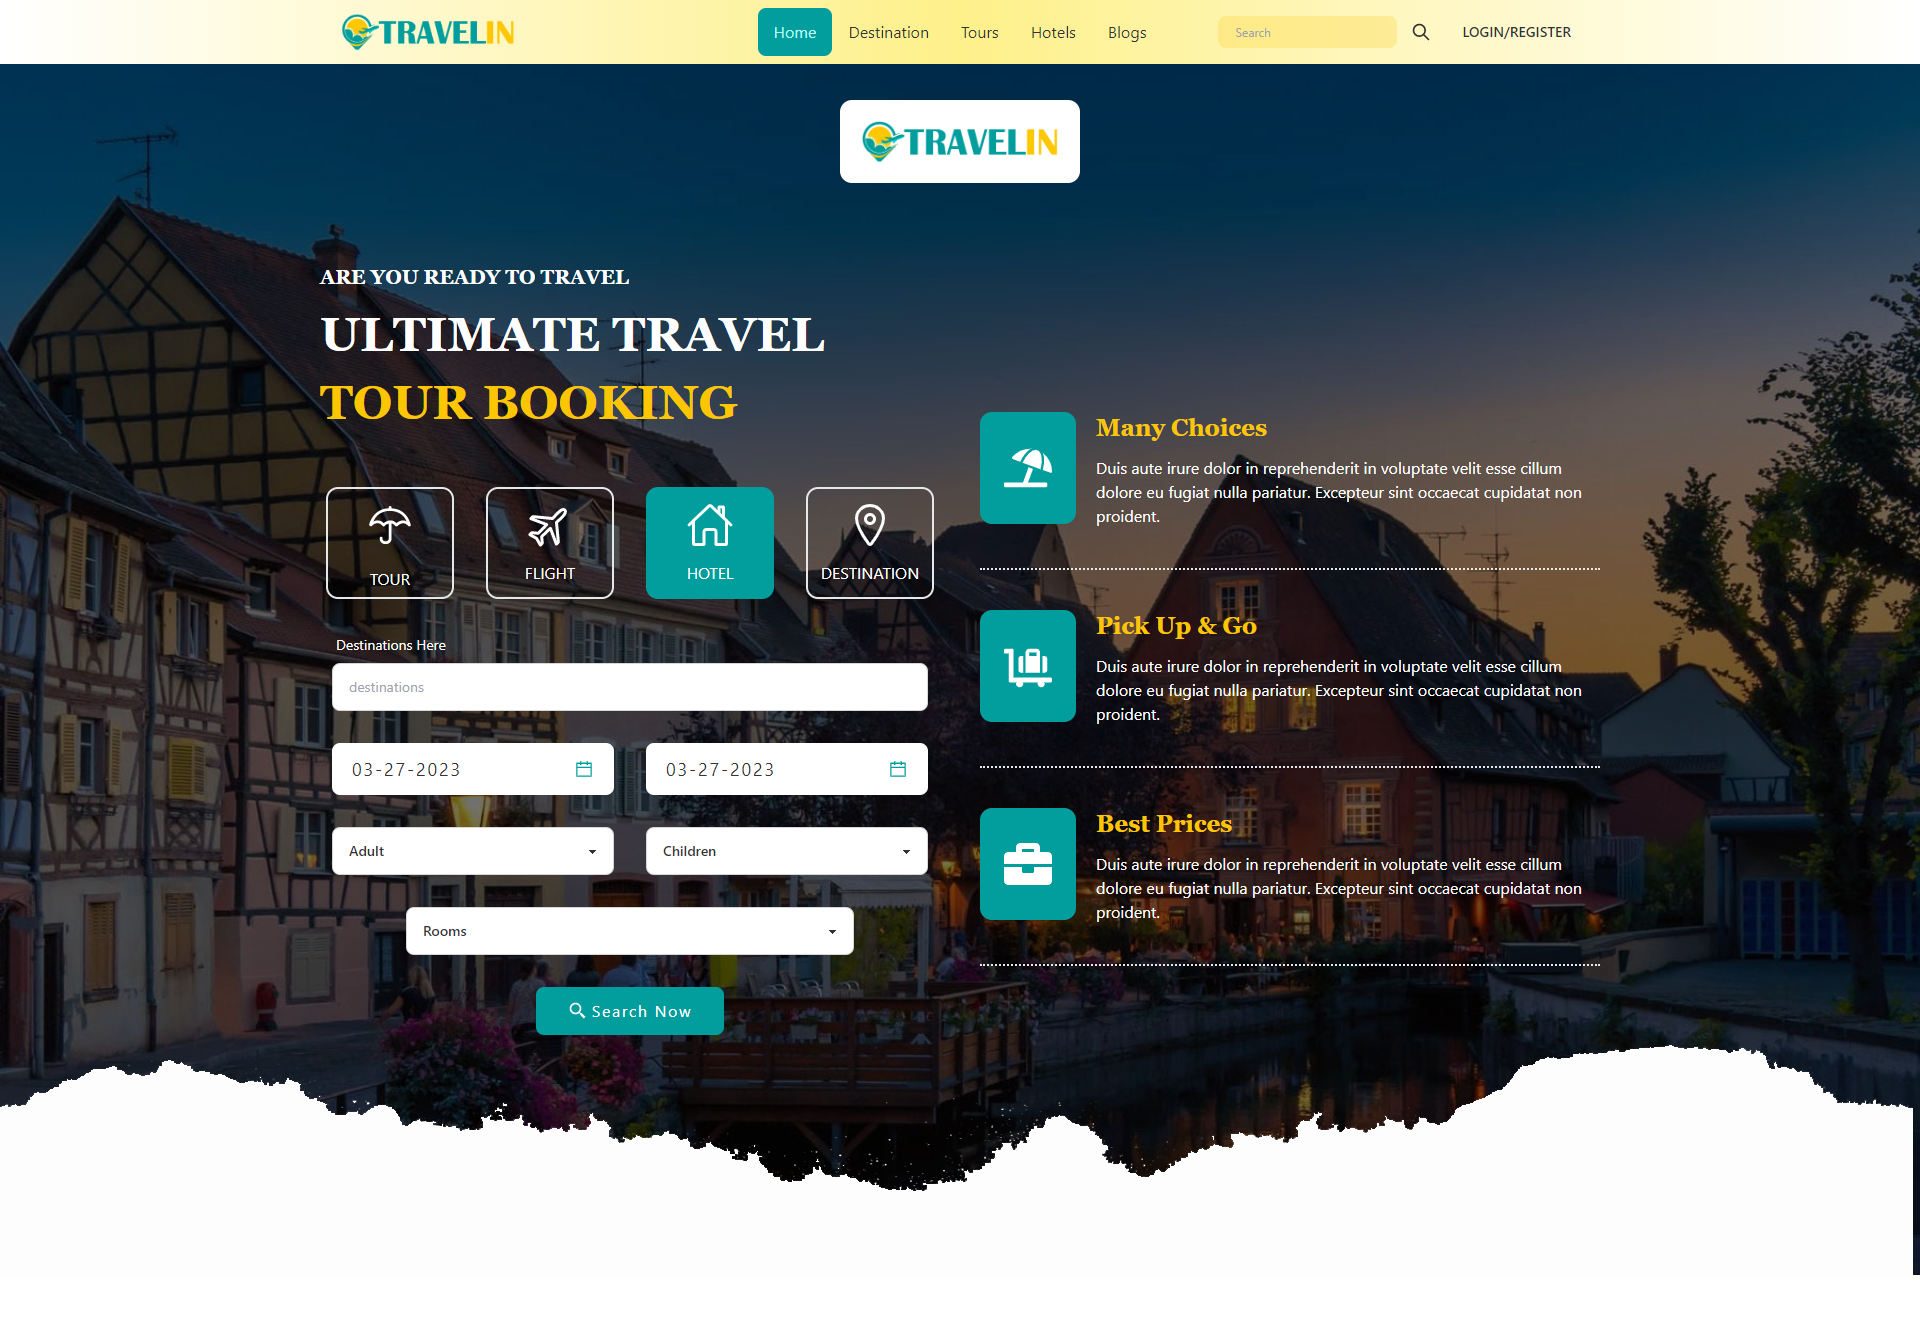 TRAVELIN
Home Destination Tours Hotels Blogs
Search
LOGIN/REGISTER
TRAVELIN
ARE YOU READY TO TRAVEL
ULTIMATE TRAVEL
TOUR BOOKING
TOUR FLIGHT HOTEL DESTINATION
Destinations Here
destinations
03-27-2023 03-27-2023
Adult Children
Rooms
Search Now
Many Choices
Duis aute irure dolor in reprehenderit in voluptate velit esse cillum
dolore eu fugiat nulla pariatur. Excepteur sint occaecat cupidatat non
proident.
Pick Up & Go
Duis aute irure dolor in reprehenderit in voluptate velit esse cillum
dolore eu fugiat nulla pariatur. Excepteur sint occaecat cupidatat non
proident.
Best Prices
Duis aute irure dolor in reprehenderit in voluptate velit esse cillum
dolore eu fugiat nulla pariatur. Excepteur sint occaecat cupidatat non
proident.